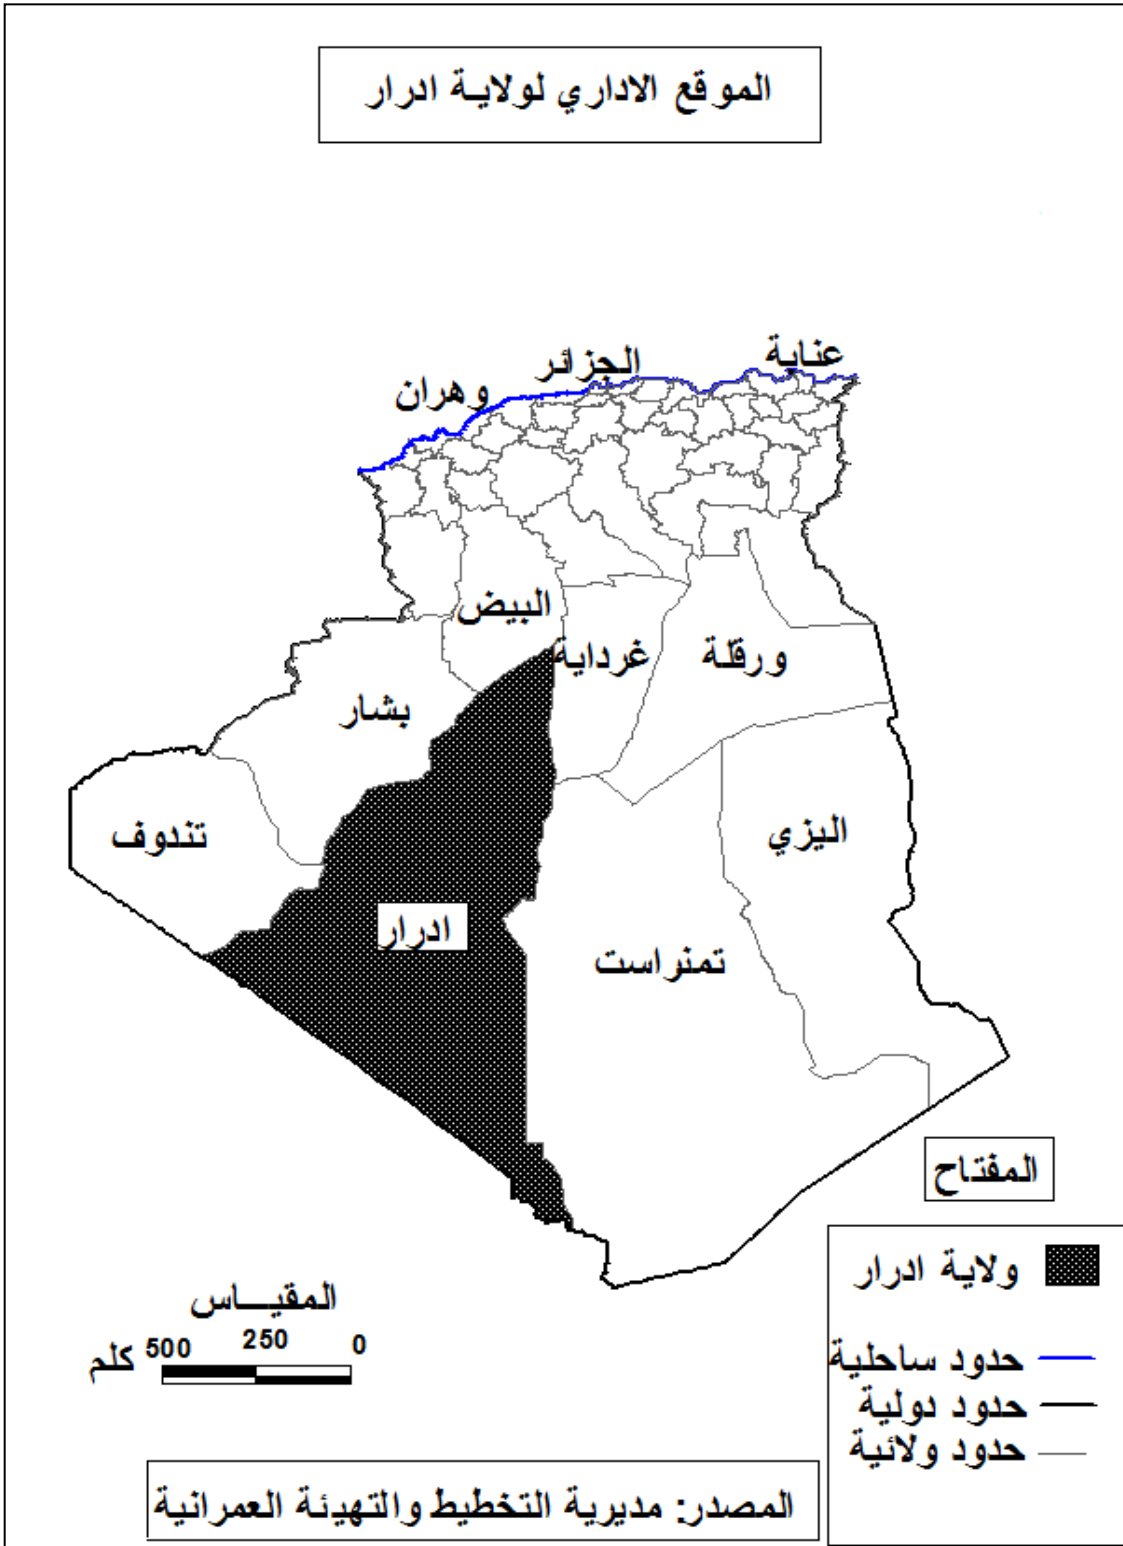 الموقع الاداري لولاية ادرار
عنابة
الجزائر
وهران
البيض
غرداية
ورقلة
بشار
تندوف
اليزي
ادرار
تمنراست
المفتاح
ولاية ادرار
حدود ساحلية
حدود دولية
حدود ولائية
المقيـــاس
0 250 500 كلم
المصدر: مديرية التخطيط والتهيئة العمرانية